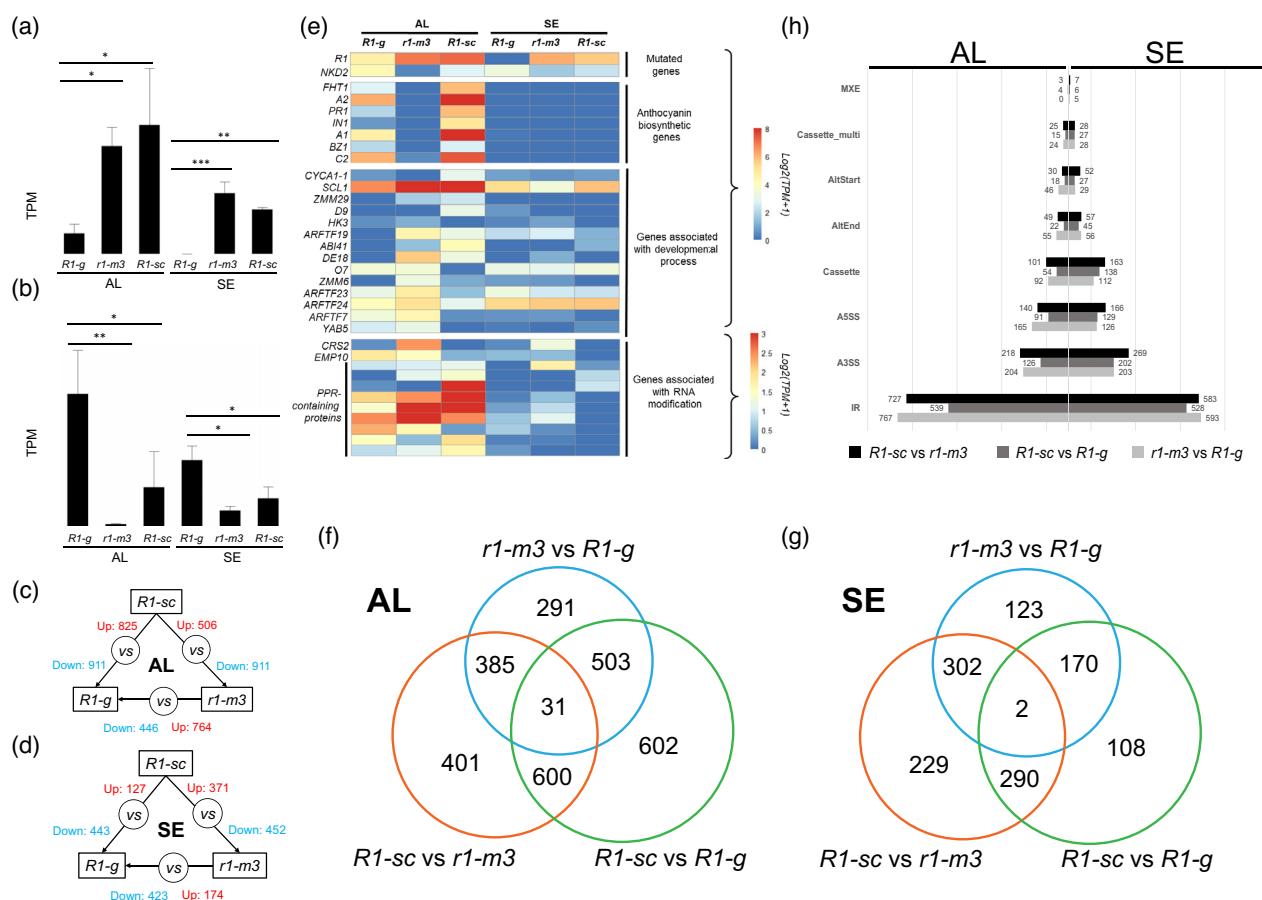 (a)
*
*
**
***
TPM
R1-g r1-m3 R1-sc R1-g r1-m3 R1-sc
AL SE
(b)
*
**
*
*
TPM
R1-g r1-m3 R1-sc R1-g r1-m3 R1-sc
AL SE
(c)
R1-sc
Up: 825 Up: 506
vs vs
Down: 911 AL Down: 911
R1-g vs r1-m3
Down: 446 Up: 764
(d)
R1-sc
Up: 127 Up: 371
vs vs
Down: 443 SE Down: 452
R1-g vs r1-m3
Down: 423 Up: 174
(e)
AL SE
R1-g r1-m3 R1-sc R1-g r1-m3 R1-sc
R1
NKD2
Mutated
genes
FHT1
A2
PR1
IN1
A1
BZ1
C2
Anthocyanin
biosynthetic
genes
CYCA1-1
SCL1
ZMM29
D9
HK3
ARFTF19
ABI41
DE18
O7
ZMM6
ARFTF23
ARFTF24
ARFTF7
YAB5
Genes associated
with developmental
process
CRS2
EMP10
PPR-
containing
proteins
Genes associated
with RNA
modification
8
6
4
2
0
Log2(TPM+1)
3
2.5
2
1.5
1
0.5
0
Log2(TPM+1)
(f)
AL
r1-m3 vs R1-g
291
385 503
31
401 600 602
R1-sc vs r1-m3 R1-sc vs R1-g
(g)
SE
r1-m3 vs R1-g
123
302 170
2
229 290 108
R1-sc vs r1-m3 R1-sc vs R1-g
(h)
AL SE
MXE
3 7
4 6
0 5
Cassette_multi
25 28
15 27
24 28
AltStart
30 52
18 27
46 29
AltEnd
49 57
22 45
55 56
Cassette
101 163
54 138
92 112
A5SS
140 166
91 129
165 126
A3SS
218 269
126 202
204 203
IR
727 583
539 528
767 593
R1-sc vs r1-m3 R1-sc vs R1-g r1-m3 vs R1-g